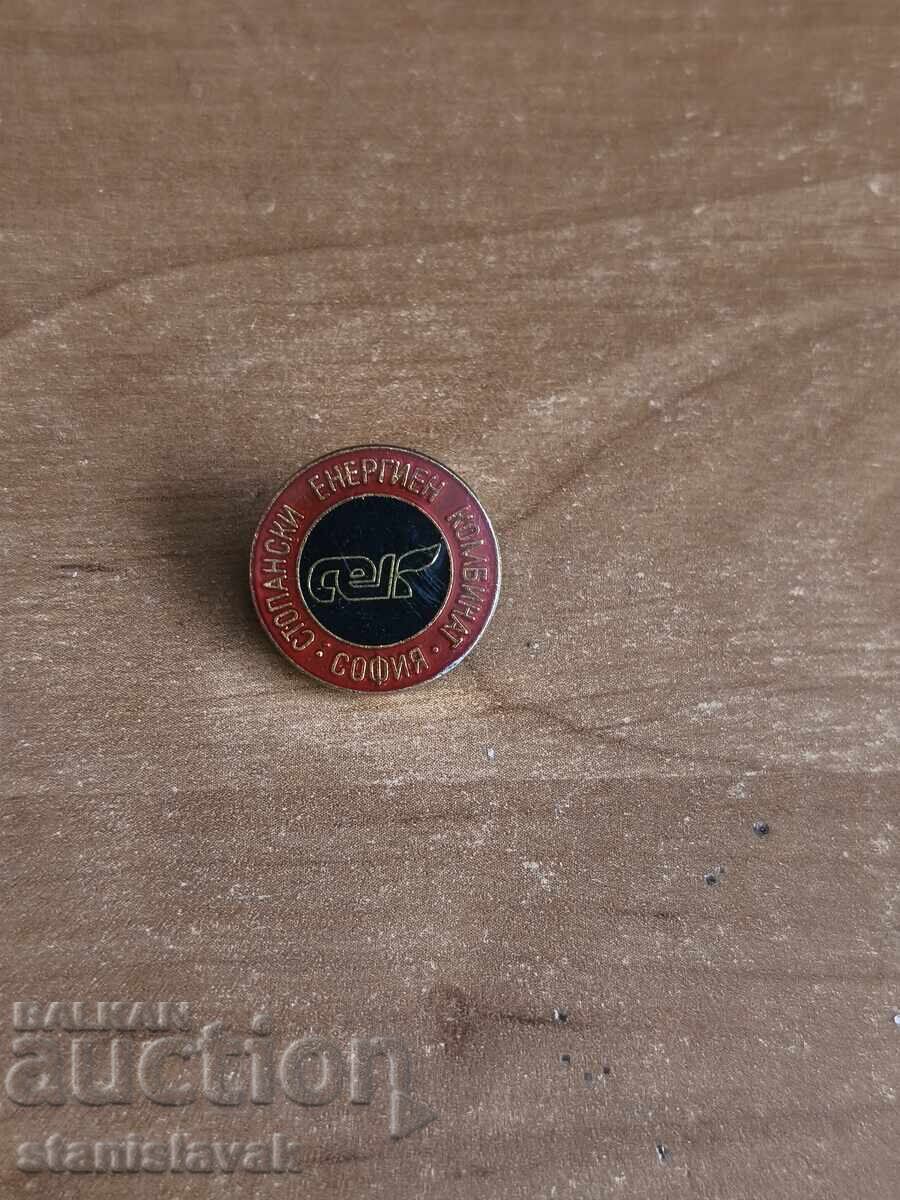 СТОПАНСКИ ЕНЕРГИЕН КОМБИНАТ · СОФИЯ ·
сек
BALKAN
auction
stanislavak